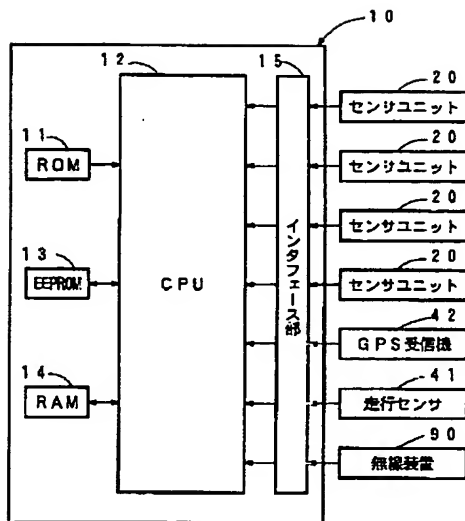 10
12
15
20
センサユニット
11
ROM
20
センサユニット
20
センサユニット
13
EEPROM
CPU
インタフェース部
20
センサユニット
42
GPS受信機
14
RAM
41
走行センサ
90
無線装置